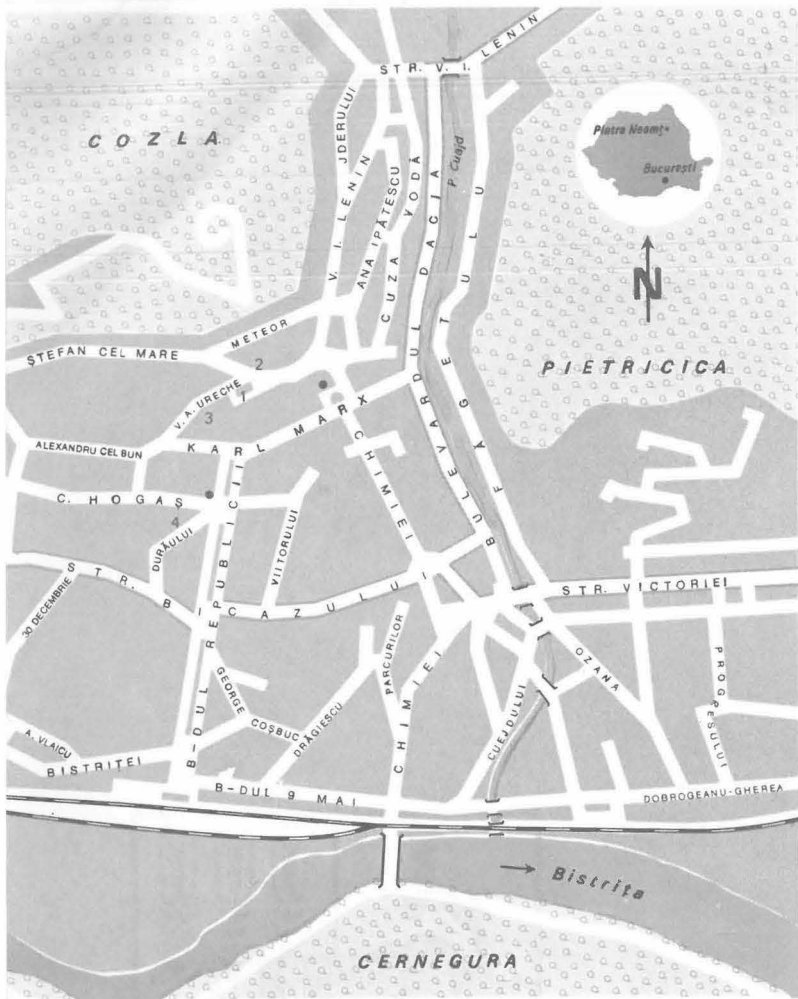 STR. V. I. LENIN
COZLA
JDERULUI
V. I. LENIN
ANA IPĂTESCU
CUZA VODĂ
BULEVARDUL DACIA
P. Cuejd
FAGETULUI
Piatra Neamț
București
N
PIETRICICA
METEOR
ȘTEFAN CEL MARE
2
1
V. A. URECHE
3
ALEXANDRU CEL BUN
KARL MARX
CHIMIEI
C. HOGAȘ
4
DURĂULUI
VIITORULUI
STR. BICAZULUI
B-DUL REPUBLICII
30 DECEMBRIE
STR. VICTORIEI
PARCURILOR
CHIMIEI
OZANA
PROGRESULUI
GEORGE COȘBUC
DRĂGIESCU
CUEJDULUI
A. VLAICU
BISTRIȚEI
B-DUL 9 MAI
DOBROGEANU-GHEREA
Bistrița
CERNEGURA